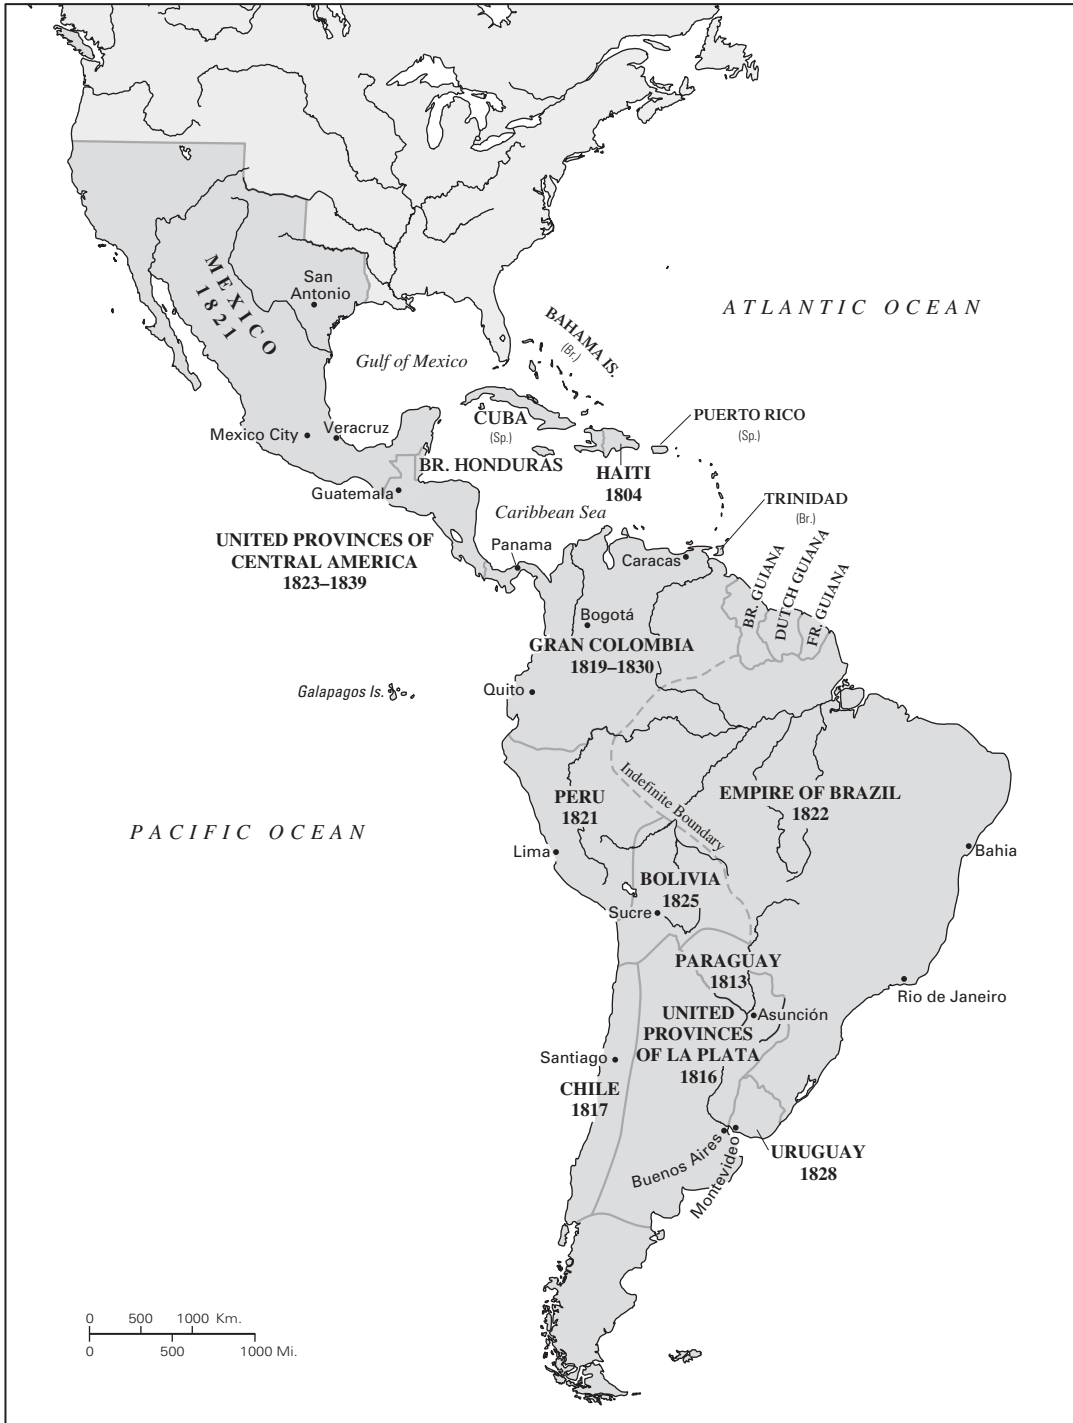 MEXICO
1821
San
Antonio
ATLANTIC OCEAN
BAHAMA IS.
(Br.)
Gulf of Mexico
CUBA
(Sp.)
PUERTO RICO
(Sp.)
Mexico City
Veracruz
BR. HONDURAS
HAITI
1804
Guatemala
Caribbean Sea
TRINIDAD
(Br.)
UNITED PROVINCES OF
CENTRAL AMERICA
1823–1839
Panama
Caracas
BR. GUIANA
DUTCH GUIANA
FR. GUIANA
Bogotá
GRAN COLOMBIA
1819–1830
Galapagos Is.
Quito
Indefinite Boundary
PERU
1821
EMPIRE OF BRAZIL
1822
PACIFIC OCEAN
Lima
Bahia
BOLIVIA
1825
Sucre
PARAGUAY
1813
Rio de Janeiro
UNITED
PROVINCES
OF LA PLATA
1816
Asunción
Santiago
CHILE
1817
Buenos Aires
Montevideo
URUGUAY
1828
0 500 1000 Km.
0 500 1000 Mi.